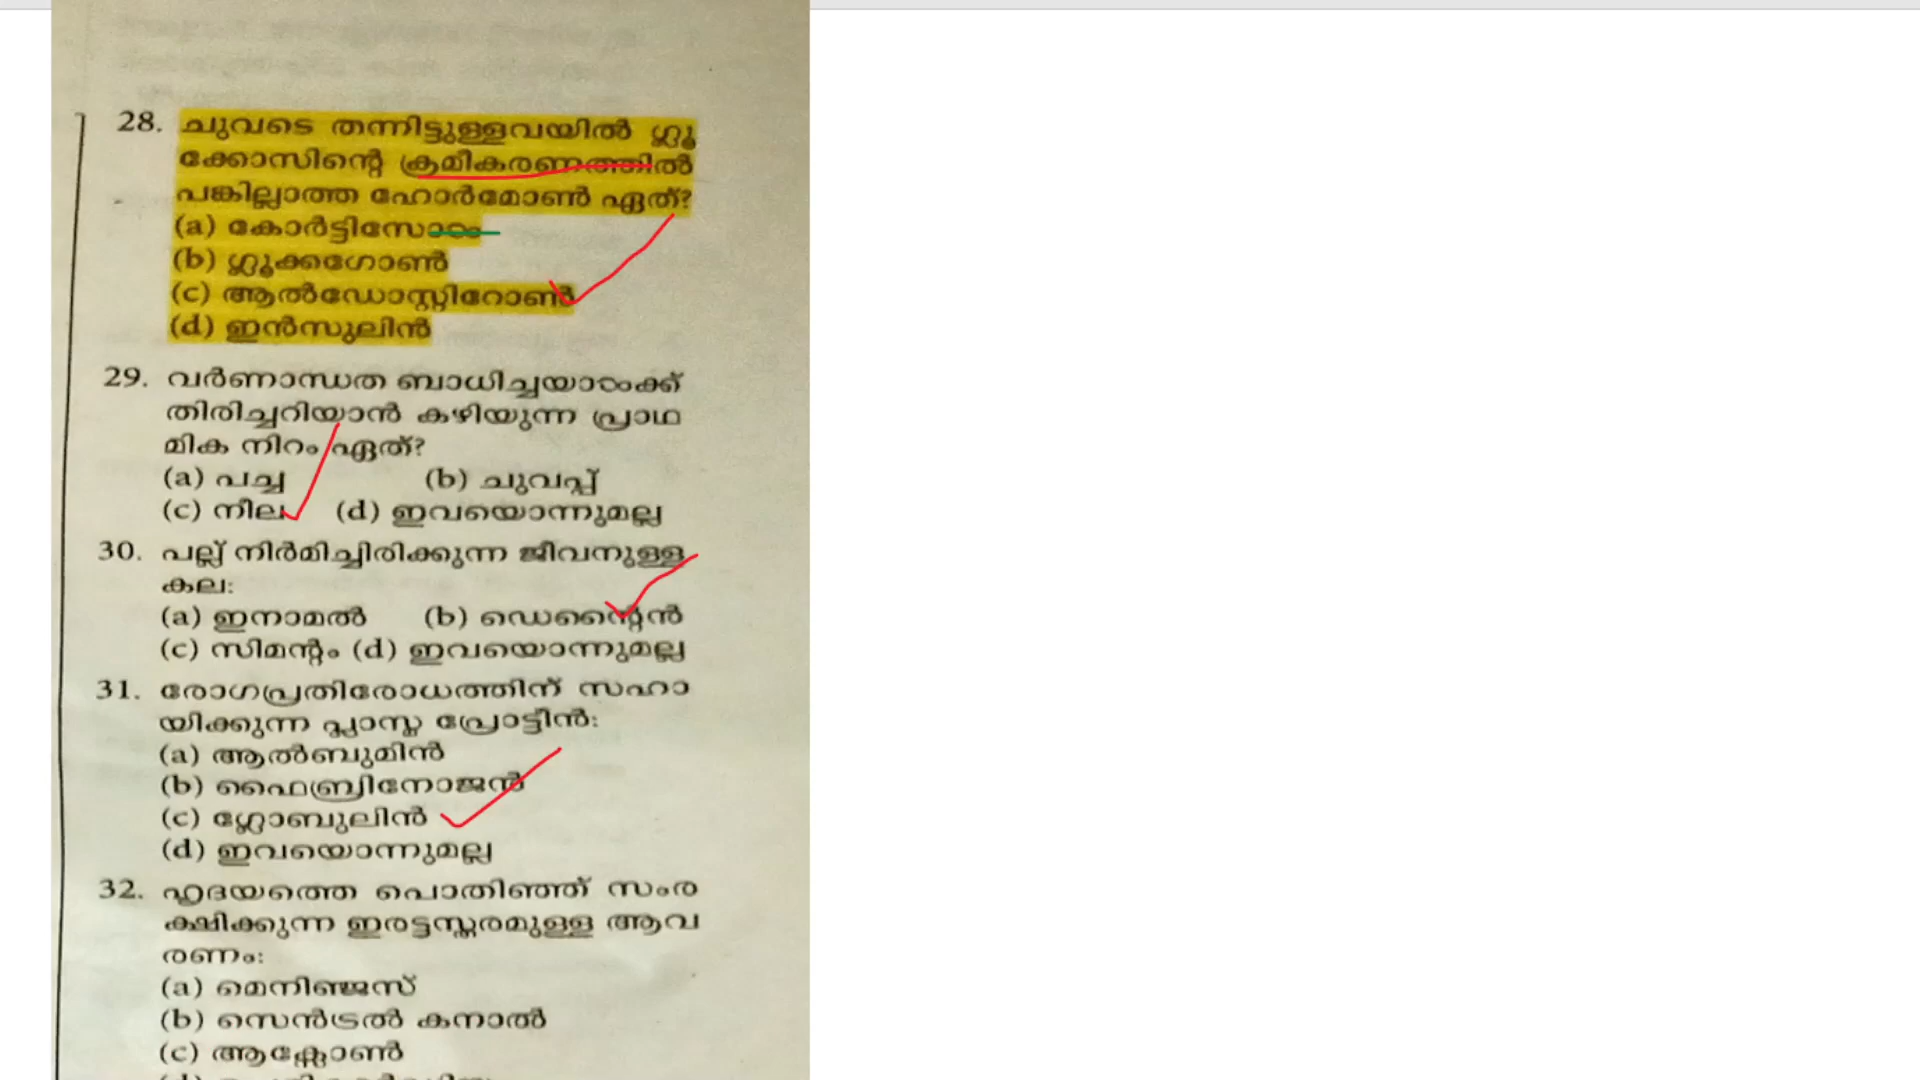 28. ചുവടെ തന്നിട്ടുള്ളവയിൽ ഗ്ലൂ
ക്കോസിന്റെ ക്രമീകരണത്തിൽ
പങ്കില്ലാത്ത ഹോർമോൺ ഏത്?
(a) കോർട്ടിസോൾ
(b) ഗ്ലൂക്കഗോൺ
(c) ആൽഡോസ്റ്റിറോൺ
(d) ഇൻസുലിൻ
29. വർണാന്ധത ബാധിച്ചയാൾക്ക്
തിരിച്ചറിയാൻ കഴിയുന്ന പ്രാഥ
മിക നിറം ഏത്?
(a) പച്ച (b) ചുവപ്പ്
(c) നീല (d) ഇവയൊന്നുമല്ല
30. പല്ല് നിർമിച്ചിരിക്കുന്ന ജീവനുള്ള
കല:
(a) ഇനാമൽ (b) ഡെന്റൈൻ
(c) സിമന്റം (d) ഇവയൊന്നുമല്ല
31. രോഗപ്രതിരോധത്തിന് സഹാ
യിക്കുന്ന പ്ലാസ്മ പ്രോട്ടീൻ:
(a) ആൽബുമിൻ
(b) ഫൈബ്രിനോജൻ
(c) ഗ്ലോബുലിൻ
(d) ഇവയൊന്നുമല്ല
32. ഹൃദയത്തെ പൊതിഞ്ഞ് സംര
ക്ഷിക്കുന്ന ഇരട്ടസ്തരമുള്ള ആവ
രണം:
(a) മെനിഞ്ജസ്
(b) സെൻട്രൽ കനാൽ
(c) ആക്സോൺ